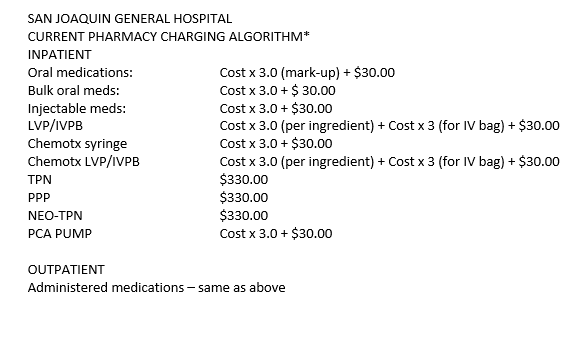 SAN JOAQUIN GENERAL HOSPITAL
CURRENT PHARMACY CHARGING ALGORITHM*
INPATIENT
Oral medications: Cost x 3.0 (mark-up) + $30.00
Bulk oral meds: Cost x 3.0 + $ 30.00
Injectable meds: Cost x 3.0 + $30.00
LVP/IVPB Cost x 3.0 (per ingredient) + Cost x 3 (for IV bag) + $30.00
Chemotx syringe Cost x 3.0 + $30.00
Chemotx LVP/IVPB Cost x 3.0 (per ingredient) + Cost x 3 (for IV bag) + $30.00
TPN $330.00
PPP $330.00
NEO-TPN $330.00
PCA PUMP Cost x 3.0 + $30.00
OUTPATIENT
Administered medications – same as above